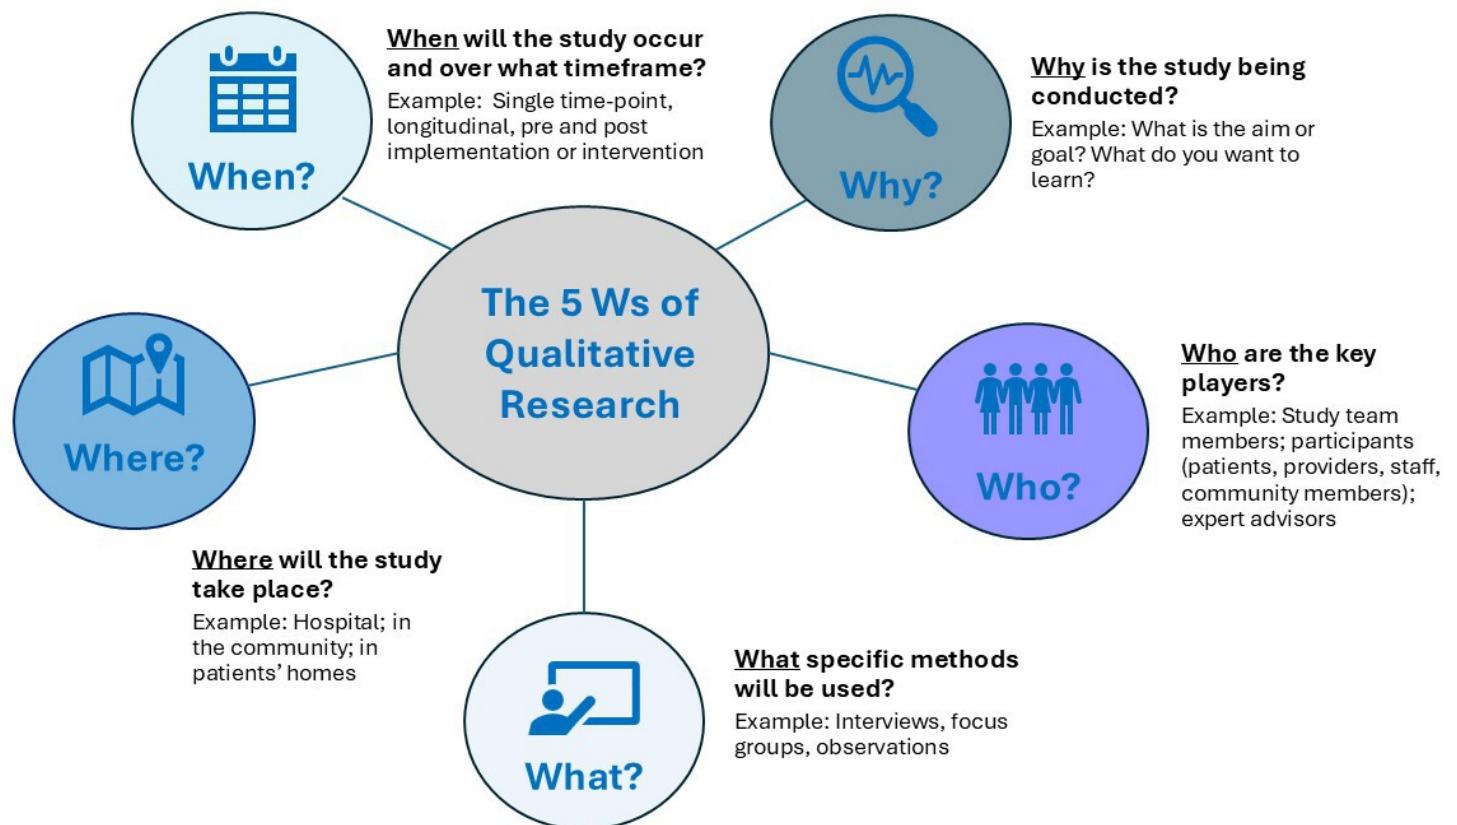 When?
When will the study occur
and over what timeframe?
Example:  Single time-point,
longitudinal, pre and post
implementation or intervention
Why?
Why is the study being
conducted?
Example: What is the aim or
goal? What do you want to
learn?
The 5 Ws of
Qualitative
Research
Where?
Where will the study
take place?
Example: Hospital; in
the community; in
patients’ homes
Who?
Who are the key
players?
Example: Study team
members; participants
(patients, providers, staff,
community members);
expert advisors
What?
What specific methods
will be used?
Example: Interviews, focus
groups, observations